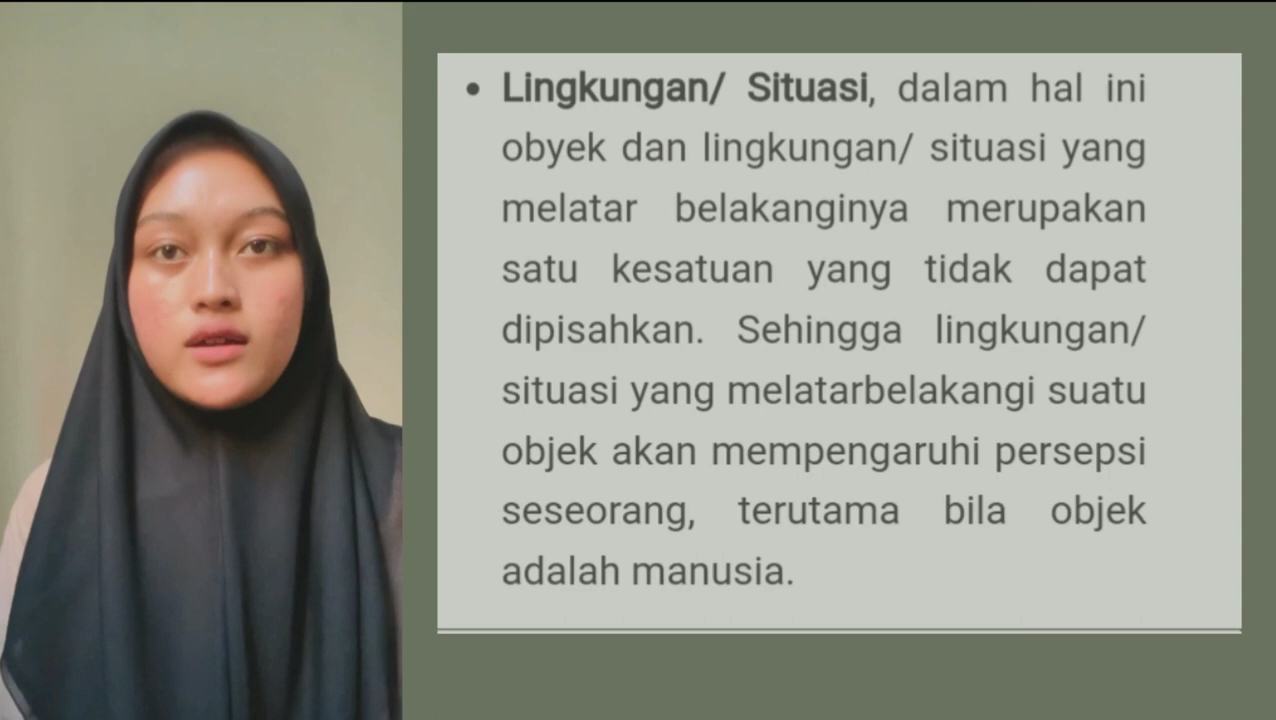 • Lingkungan/ Situasi, dalam hal ini
obyek dan lingkungan/ situasi yang
melatar belakanginya merupakan
satu kesatuan yang tidak dapat
dipisahkan. Sehingga lingkungan/
situasi yang melatarbelakangi suatu
objek akan mempengaruhi persepsi
seseorang, terutama bila objek
adalah manusia.